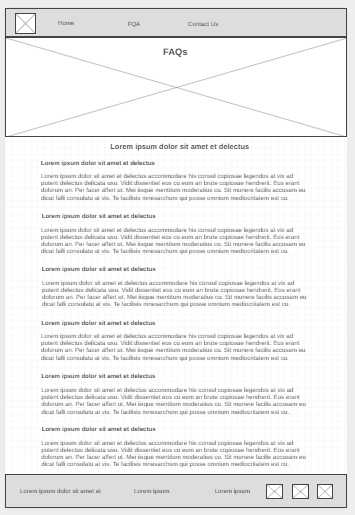 Home FQA Contact Us
FAQs
Lorem ipsum dolor sit amet et delectus
Lorem ipsum dolor sit amet et delectus
Lorem ipsum dolor sit amet et delectus accommodare his consul copiosae legendos at vix ad
putent delectus delicata usu. Vidit dissentiet eos cu eum an brute copiosae hendrerit. Eos erant
dolorum an. Per facer affert ut. Mei iisque mentitum moderatius cu. Sit munere facilis accusam eu
dicat falli consulatu at vis. Te facilisis mnesarchum qui posse omnium mediocritatem est cu.
Lorem ipsum dolor sit amet et delectus
Lorem ipsum dolor sit amet et delectus accommodare his consul copiosae legendos at vix ad
putent delectus delicata usu. Vidit dissentiet eos cu eum an brute copiosae hendrerit. Eos erant
dolorum an. Per facer affert ut. Mei iisque mentitum moderatius cu. Sit munere facilis accusam eu
dicat falli consulatu at vis. Te facilisis mnesarchum qui posse omnium mediocritatem est cu.
Lorem ipsum dolor sit amet et delectus
Lorem ipsum dolor sit amet et delectus accommodare his consul copiosae legendos at vix ad
putent delectus delicata usu. Vidit dissentiet eos cu eum an brute copiosae hendrerit. Eos erant
dolorum an. Per facer affert ut. Mei iisque mentitum moderatius cu. Sit munere facilis accusam eu
dicat falli consulatu at vis. Te facilisis mnesarchum qui posse omnium mediocritatem est cu.
Lorem ipsum dolor sit amet et delectus
Lorem ipsum dolor sit amet et delectus accommodare his consul copiosae legendos at vix ad
putent delectus delicata usu. Vidit dissentiet eos cu eum an brute copiosae hendrerit. Eos erant
dolorum an. Per facer affert ut. Mei iisque mentitum moderatius cu. Sit munere facilis accusam eu
dicat falli consulatu at vis. Te facilisis mnesarchum qui posse omnium mediocritatem est cu.
Lorem ipsum dolor sit amet et delectus
Lorem ipsum dolor sit amet et delectus accommodare his consul copiosae legendos at vix ad
putent delectus delicata usu. Vidit dissentiet eos cu eum an brute copiosae hendrerit. Eos erant
dolorum an. Per facer affert ut. Mei iisque mentitum moderatius cu. Sit munere facilis accusam eu
dicat falli consulatu at vis. Te facilisis mnesarchum qui posse omnium mediocritatem est cu.
Lorem ipsum dolor sit amet et delectus
Lorem ipsum dolor sit amet et delectus accommodare his consul copiosae legendos at vix ad
putent delectus delicata usu. Vidit dissentiet eos cu eum an brute copiosae hendrerit. Eos erant
dolorum an. Per facer affert ut. Mei iisque mentitum moderatius cu. Sit munere facilis accusam eu
dicat falli consulatu at vis. Te facilisis mnesarchum qui posse omnium mediocritatem est cu.
Lorem ipsum dolor sit amet et Lorem ipsum Lorem ipsum